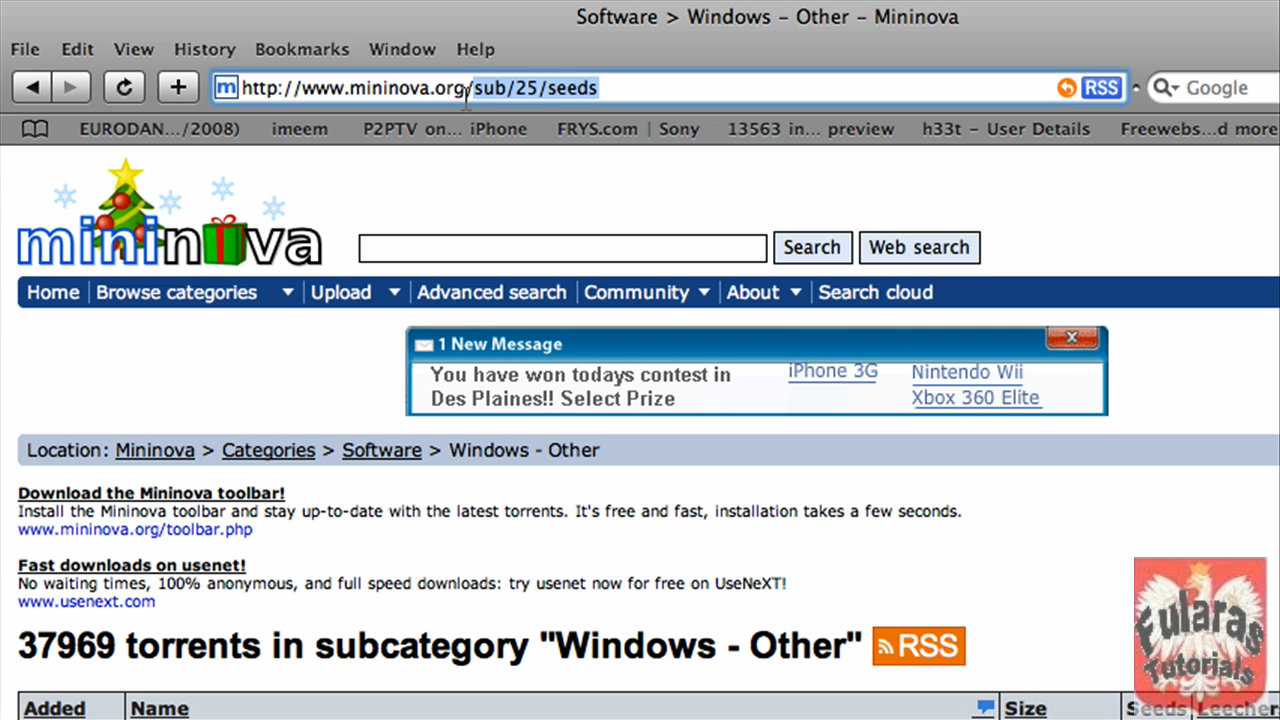 Software > Windows - Other - Mininova
File Edit View History Bookmarks Window Help
m http://www.mininova.org/sub/25/seeds RSS Google
EURODAN.../2008) imeem P2PTV on... iPhone FRYS.com | Sony 13563 in... preview h33t - User Details Freewebs...d more
mininova
Search Web search
Home Browse categories Upload Advanced search Community About Search cloud
1 New Message X
You have won todays contest in iPhone 3G Nintendo Wii
Des Plaines!! Select Prize Xbox 360 Elite
Location: Mininova > Categories > Software > Windows - Other
Download the Mininova toolbar!
Install the Mininova toolbar and stay up-to-date with the latest torrents. It's free and fast, installation takes a few seconds.
www.mininova.org/toolbar.php
Fast downloads on usenet!
No waiting times, 100% anonymous, and full speed downloads: try usenet now for free on UseNeXT!
www.usenext.com
37969 torrents in subcategory "Windows - Other" RSS
Fularas
Tutorials
Added Name Size Seeds Leechers